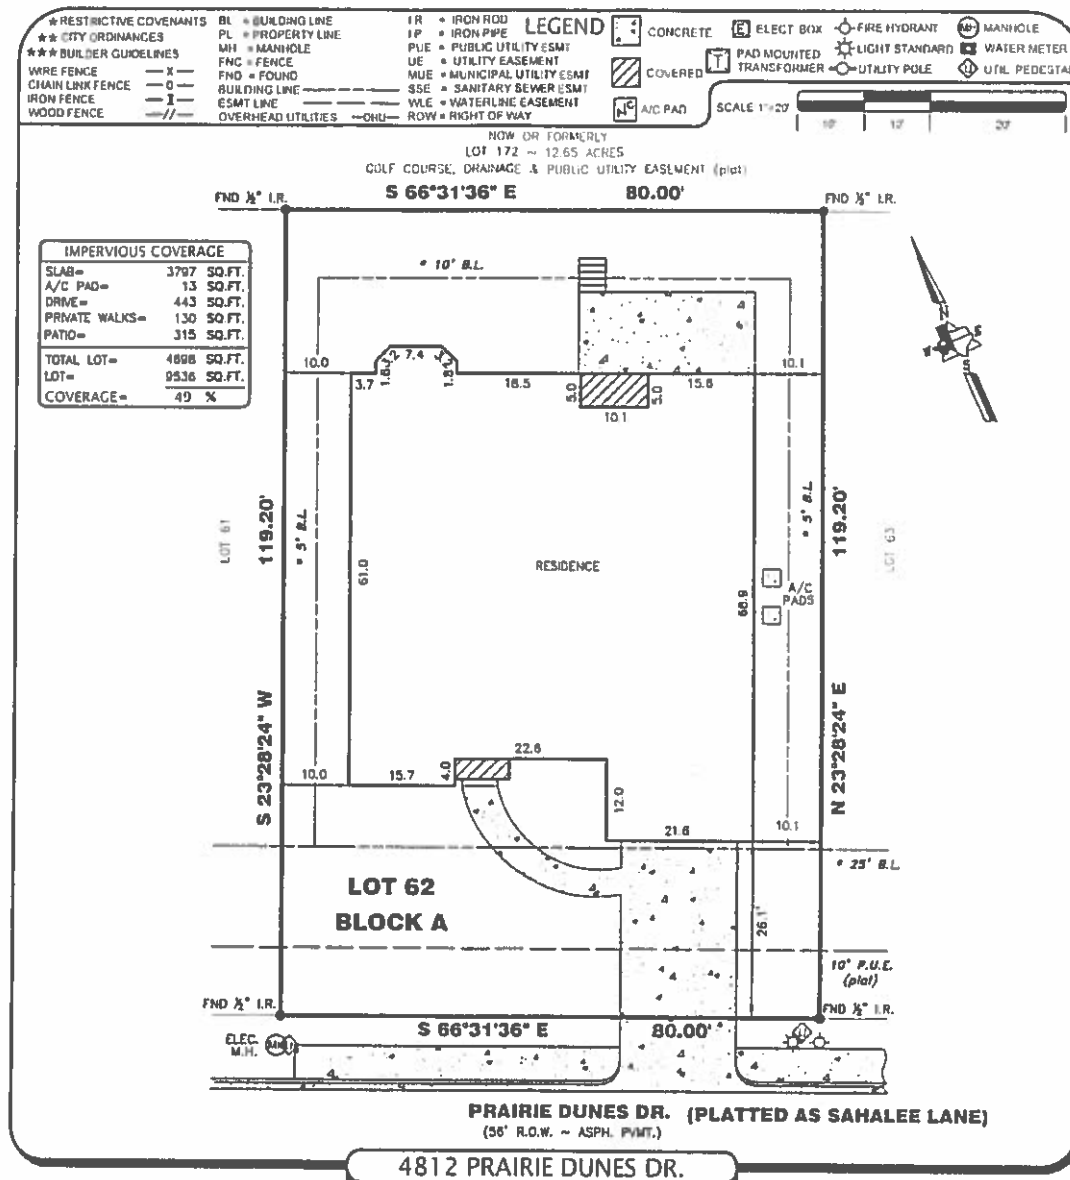 ★ RESTRICTIVE COVENANTS
★★ CITY ORDINANCES
★★★ BUILDER GUIDELINES
WIRE FENCE — X —
CHAIN LINK FENCE — O —
IRON FENCE — I —
WOOD FENCE — // —
BL = BUILDING LINE
PL = PROPERTY LINE
MH = MANHOLE
FNC = FENCE
FND = FOUND
BUILDING LINE
ESMT LINE
OVERHEAD UTILITIES —OHU—
I R = IRON ROD
I P = IRON PIPE
PUE = PUBLIC UTILITY ESMT
UE = UTILITY EASEMENT
MUE = MUNICIPAL UTILITY ESMT
SSE = SANITARY SEWER ESMT
WLE = WATERLINE EASEMENT
ROW = RIGHT OF WAY
LEGEND
CONCRETE
COVERED
A/C PAD
E ELECT BOX
T PAD MOUNTED
TRANSFORMER
FIRE HYDRANT
LIGHT STANDARD
UTILITY POLE
MH MANHOLE
WATER METER
UTIL PEDESTAL
SCALE 1"=20'
10' 10' 20'
NOW OR FORMERLY
LOT 172 ~ 12.65 ACRES
GOLF COURSE, DRAINAGE & PUBLIC UTILITY EASEMENT (plat)
FND ½" I.R.
S 66°31'36" E 80.00'
FND ½" I.R.
IMPERVIOUS COVERAGE
SLAB= 3797 SQ.FT.
A/C PAD= 13 SQ.FT.
DRIVE= 443 SQ.FT.
PRIVATE WALKS= 130 SQ.FT.
PATIO= 315 SQ.FT.
TOTAL LOT= 4698 SQ.FT.
LOT= 9536 SQ.FT.
COVERAGE= 49 %
* 10' B.L.
10.0
3.7
1.8
7.4
1.8
16.5
5.0
10.1
5.0
15.6
10.1
N
S
E
LOT 61
119.20'
* 5' B.L.
61.0
RESIDENCE
68.9
A/C
PADS
* 5' B.L.
119.20'
LOT 63
S 23°28'24" W
N 23°28'24" E
10.0
15.7
4.0
22.6
12.0
21.6
10.1
* 25' B.L.
LOT 62
BLOCK A
26.1'
10' P.U.E.
(plat)
FND ½" I.R.
S 66°31'36" E 80.00'
FND ½" I.R.
ELEC.
M.H.
MH
PRAIRIE DUNES DR. (PLATTED AS SAHALEE LANE)
(56' R.O.W. ~ ASPH. PVMT.)
4812 PRAIRIE DUNES DR.